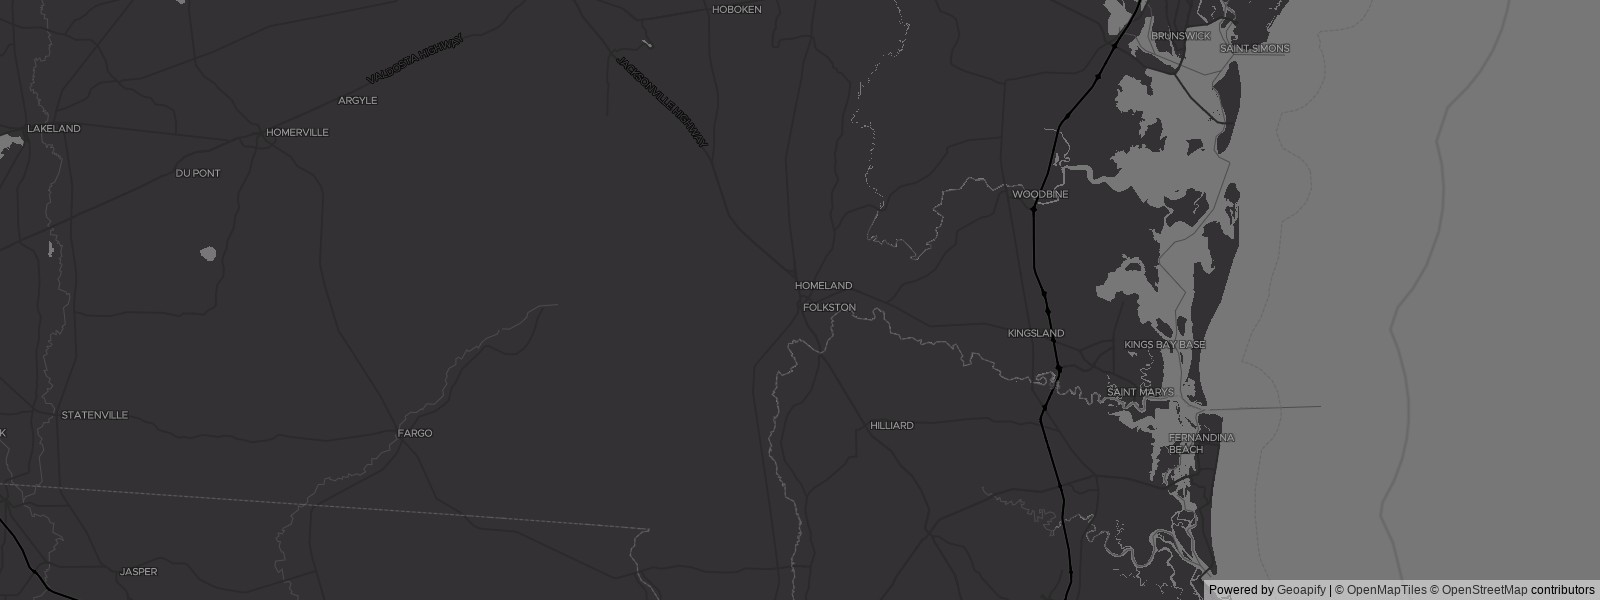 HOBOKEN
BRUNSWICK
SAINT SIMONS
VALDOSTA HIGHWAY
JACKSONVILLE HIGHWAY
ARGYLE
LAKELAND
HOMERVILLE
DU PONT
WOODBINE
HOMELAND
FOLKSTON
KINGSLAND
KINGS BAY BASE
SAINT MARYS
STATENVILLE
K
FARGO
HILLIARD
FERNANDINA
BEACH
JASPER
Powered by Geoapify | © OpenMapTiles © OpenStreetMap contributors